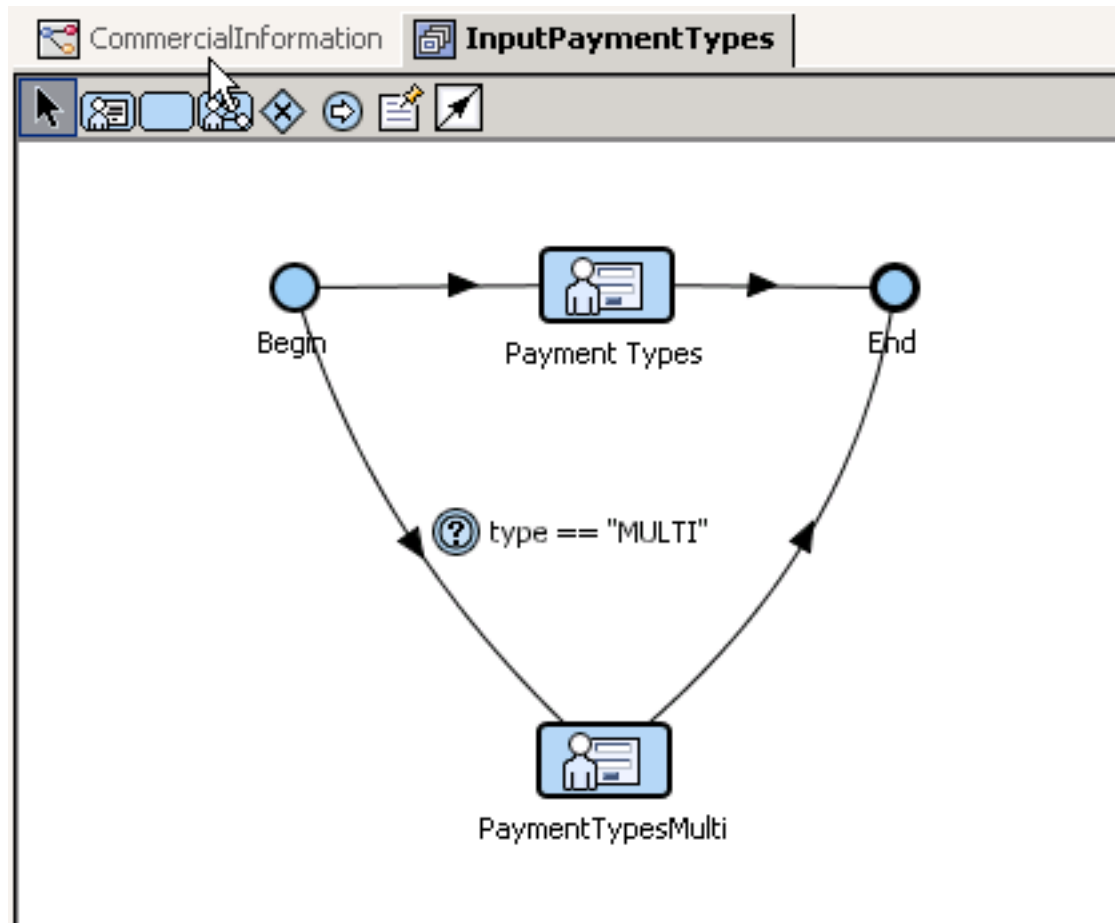 CommercialInformation InputPaymentTypes
Begin
Payment Types
End
type == "MULTI"
PaymentTypesMulti